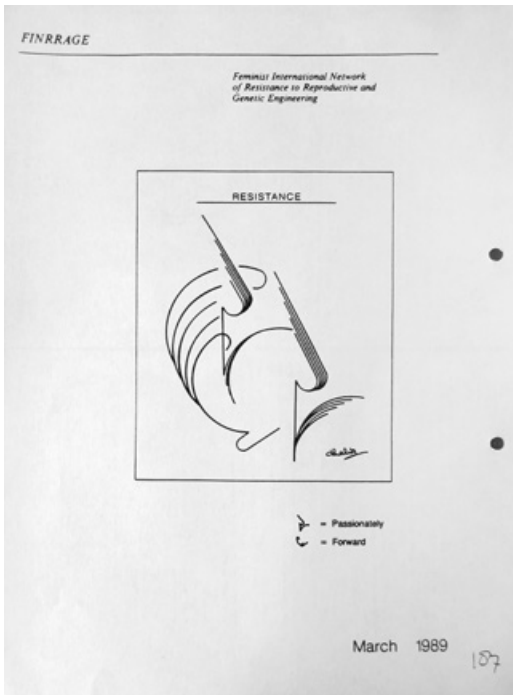 FINRRAGE
Feminist International Network
of Resistance to Reproductive and
Genetic Engineering
RESISTANCE
= Passionately
= Forward
March 1989
187